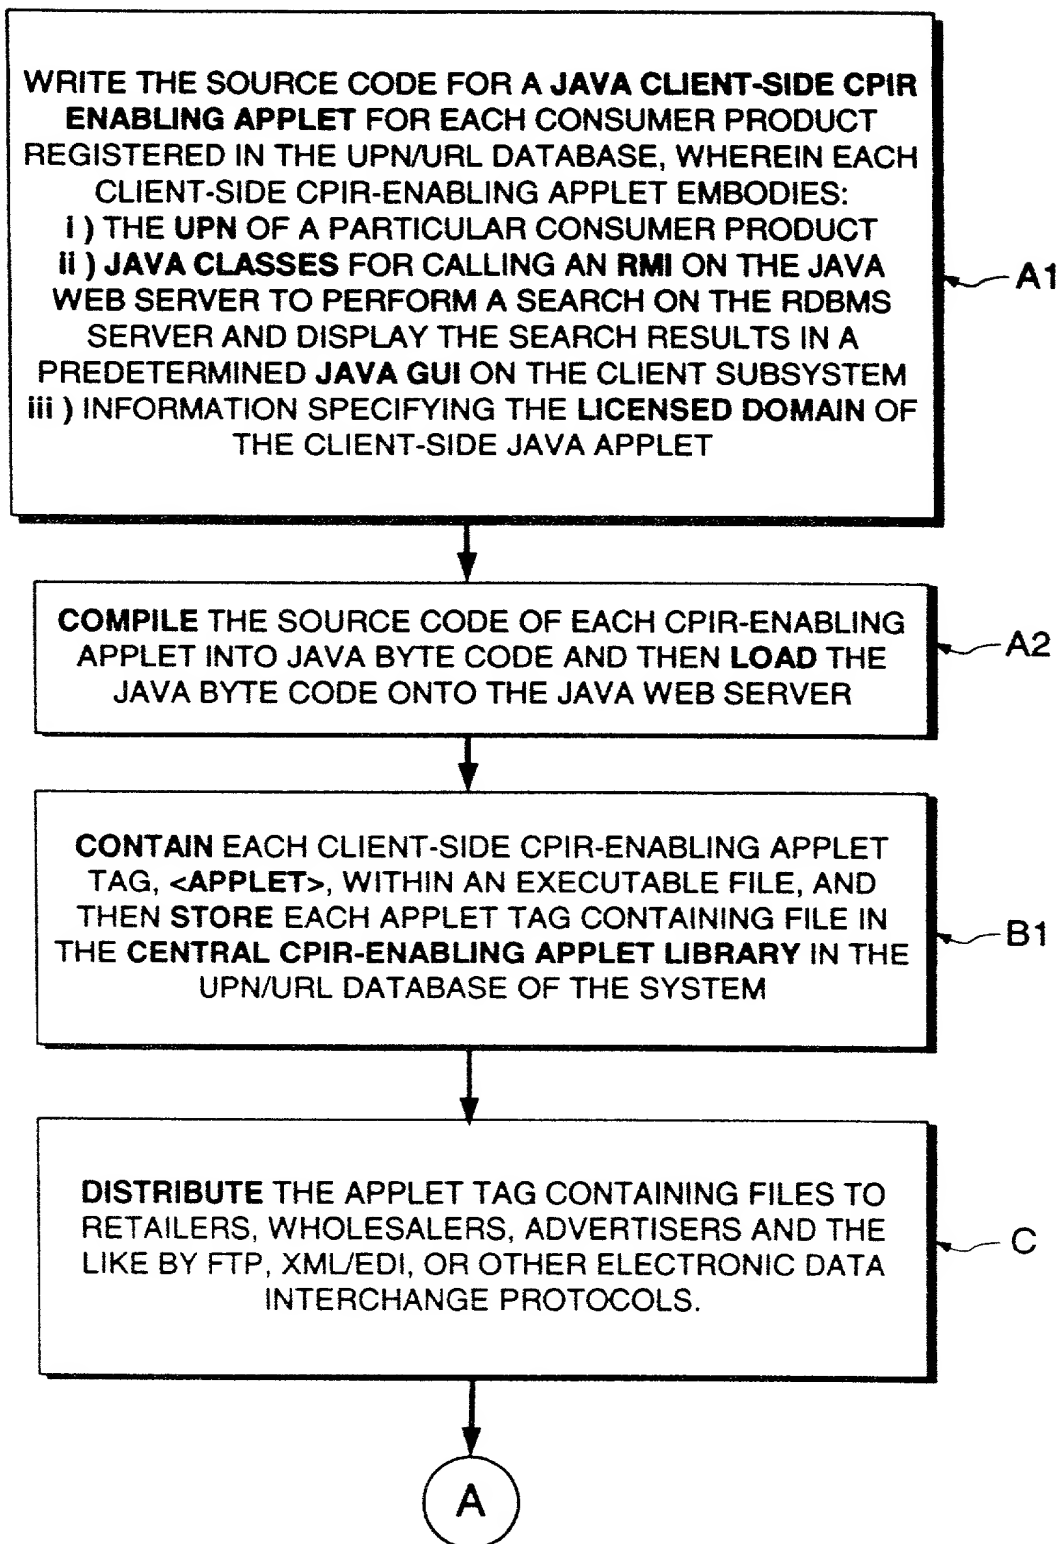 WRITE THE SOURCE CODE FOR A JAVA CLIENT-SIDE CPIR
ENABLING APPLET FOR EACH CONSUMER PRODUCT
REGISTERED IN THE UPN/URL DATABASE, WHEREIN EACH
CLIENT-SIDE CPIR-ENABLING APPLET EMBODIES:
i ) THE UPN OF A PARTICULAR CONSUMER PRODUCT
ii ) JAVA CLASSES FOR CALLING AN RMI ON THE JAVA
WEB SERVER TO PERFORM A SEARCH ON THE RDBMS
SERVER AND DISPLAY THE SEARCH RESULTS IN A
PREDETERMINED JAVA GUI ON THE CLIENT SUBSYSTEM
iii ) INFORMATION SPECIFYING THE LICENSED DOMAIN OF
THE CLIENT-SIDE JAVA APPLET
A1
COMPILE THE SOURCE CODE OF EACH CPIR-ENABLING
APPLET INTO JAVA BYTE CODE AND THEN LOAD THE
JAVA BYTE CODE ONTO THE JAVA WEB SERVER
A2
CONTAIN EACH CLIENT-SIDE CPIR-ENABLING APPLET
TAG, <APPLET>, WITHIN AN EXECUTABLE FILE, AND
THEN STORE EACH APPLET TAG CONTAINING FILE IN
THE CENTRAL CPIR-ENABLING APPLET LIBRARY IN THE
UPN/URL DATABASE OF THE SYSTEM
B1
DISTRIBUTE THE APPLET TAG CONTAINING FILES TO
RETAILERS, WHOLESALERS, ADVERTISERS AND THE
LIKE BY FTP, XML/EDI, OR OTHER ELECTRONIC DATA
INTERCHANGE PROTOCOLS.
C
A